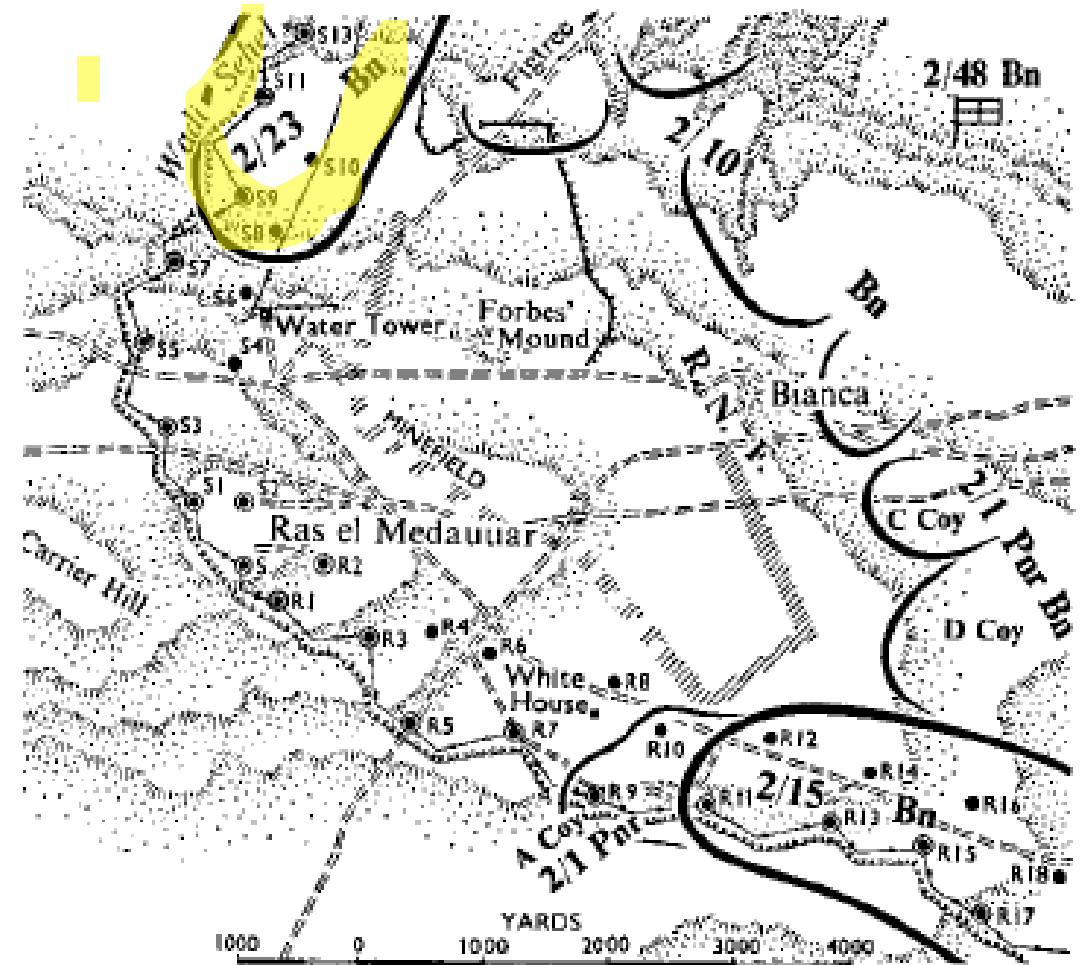 S13
Figtree
2/48 Bn
S11
Bn
2/23
Wadi Sehel
2/10
Bn
S10
S9
S8
S7
S6
Water Tower
Forbes'
Mound
S5
S4
R.N.F.
Bianca
S3
MINEFIELD
S1
S2
2/1 Pnr Bn
C Coy
Ras el Medauuar
Carrier Hill
S
R2
R1
D Coy
R3
R4
R6
White
House
R8
R5
R7
R10
R12
R14
R9
R11
2/15 Bn
R16
A Coy
2/1 Pnr
R13
R15
R18
R17
YARDS
1000 0 1000 2000 3000 4000